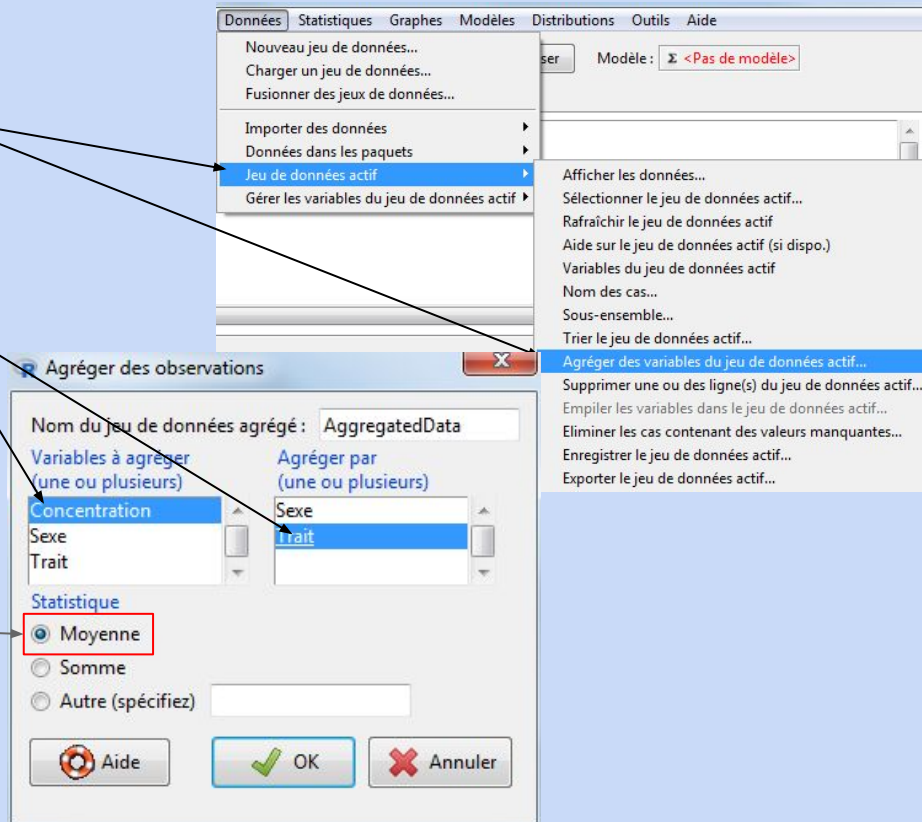 Données Statistiques Graphes Modèles Distributions Outils Aide
Nouveau jeu de données...
Charger un jeu de données...
Fusionner des jeux de données...
ser Modèle : Σ <Pas de modèle>
Importer des données
Données dans les paquets
Jeu de données actif
Gérer les variables du jeu de données actif
Afficher les données...
Sélectionner le jeu de données actif...
Rafraîchir le jeu de données actif
Aide sur le jeu de données actif (si dispo.)
Variables du jeu de données actif
Nom des cas...
Sous-ensemble...
Trier le jeu de données actif...
Agréger des variables du jeu de données actif...
Supprimer une ou des ligne(s) du jeu de données actif...
Empiler les variables dans le jeu de données actif...
Eliminer les cas contenant des valeurs manquantes...
Enregistrer le jeu de données actif...
Exporter le jeu de données actif...
R Agréger des observations
Nom du jeu de données agrégé : AggregatedData
Variables à agréger
(une ou plusieurs)
Agréger par
(une ou plusieurs)
Concentration
Sexe
Trait
Sexe
Trait
Statistique
Moyenne
Somme
Autre (spécifiez)
Aide OK Annuler